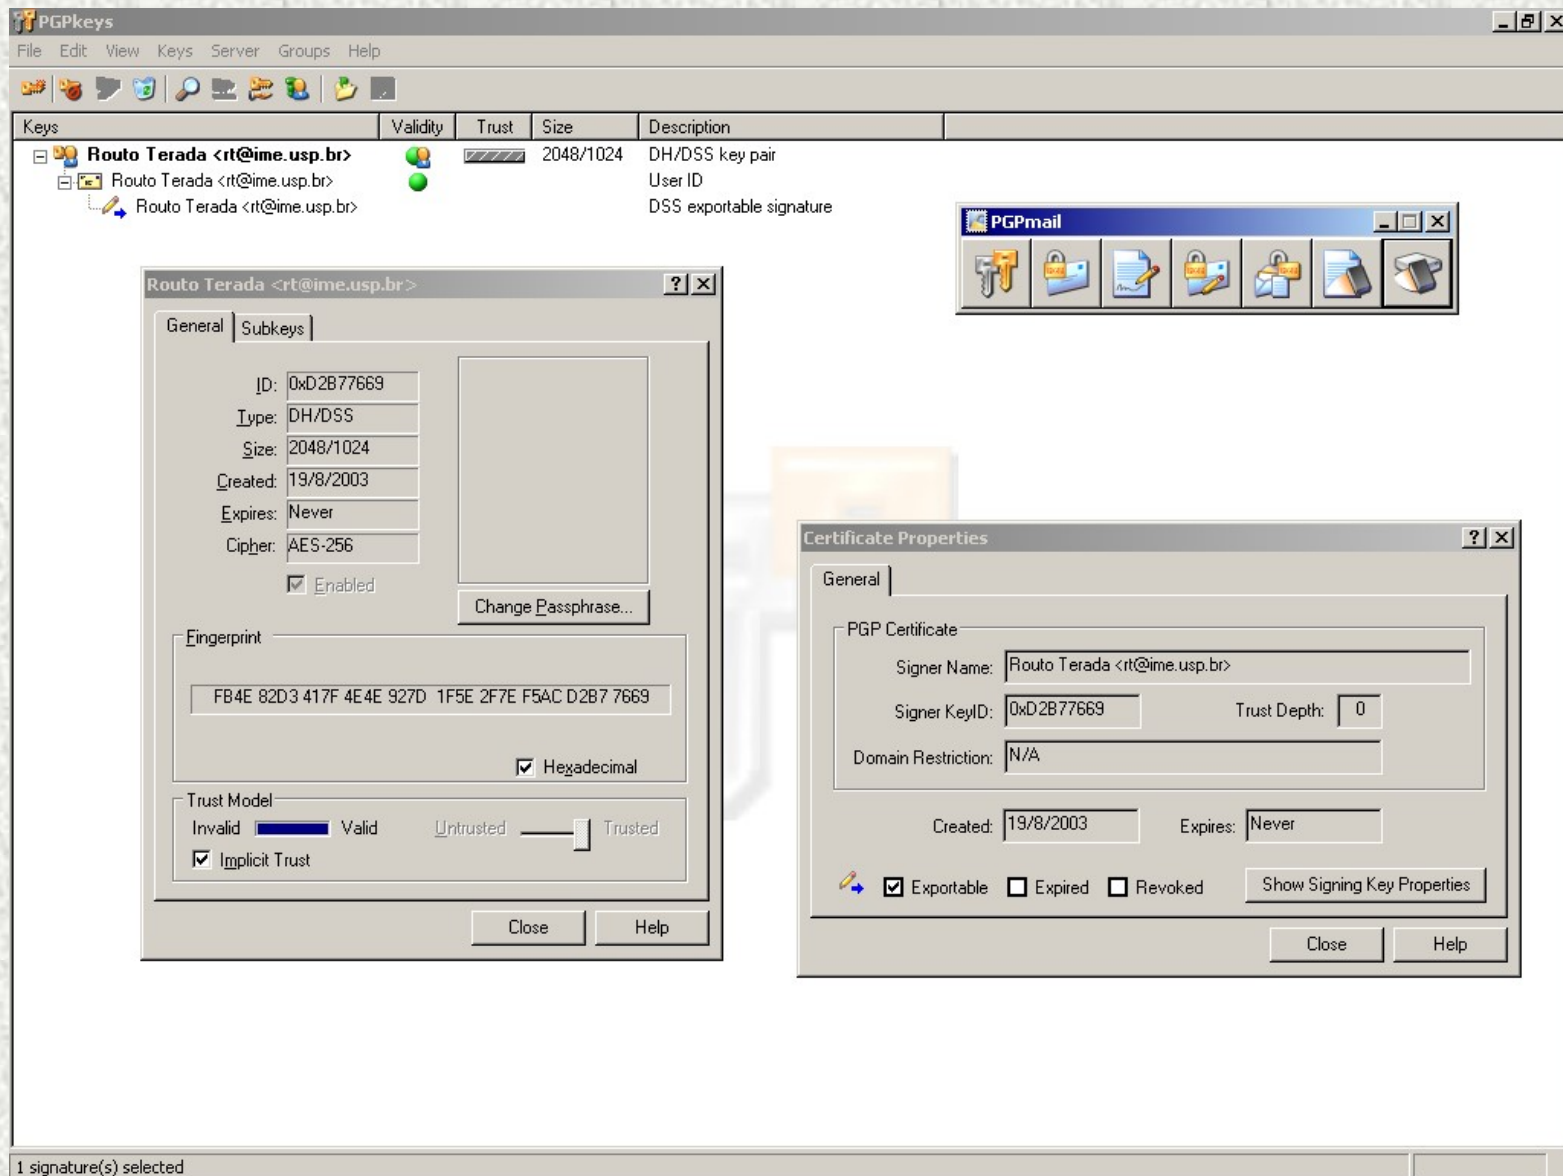 PGPkeys
File Edit View Keys Server Groups Help
Keys Validity Trust Size Description
Routo Terada <rt@ime.usp.br> 2048/1024 DH/DSS key pair
Routo Terada <rt@ime.usp.br> User ID
Routo Terada <rt@ime.usp.br> DSS exportable signature
PGPmail
Routo Terada <rt@ime.usp.br>
General Subkeys
ID: 0xD2B77669
Type: DH/DSS
Size: 2048/1024
Created: 19/8/2003
Expires: Never
Cipher: AES-256
Enabled
Change Passphrase...
Fingerprint
FB4E 82D3 417F 4E4E 927D 1F5E 2F7E F5AC D2B7 7669
Hexadecimal
Trust Model
Invalid Valid Untrusted Trusted
Implicit Trust
Close Help
Certificate Properties
General
PGP Certificate
Signer Name: Routo Terada <rt@ime.usp.br>
Signer KeyID: 0xD2B77669 Trust Depth: 0
Domain Restriction: N/A
Created: 19/8/2003 Expires: Never
Exportable Expired Revoked Show Signing Key Properties
Close Help
1 signature(s) selected